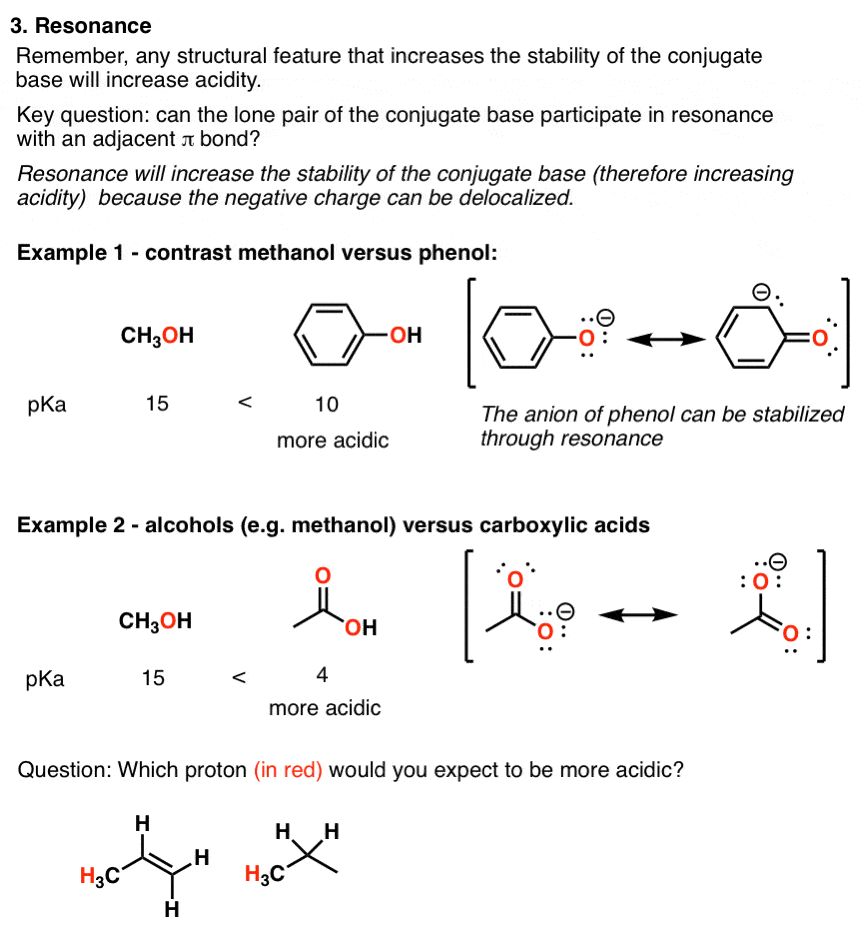 3. Resonance
Remember, any structural feature that increases the stability of the conjugate
base will increase acidity.
Key question: can the lone pair of the conjugate base participate in resonance
with an adjacent π bond?
Resonance will increase the stability of the conjugate base (therefore increasing
acidity)  because the negative charge can be delocalized.
Example 1 - contrast methanol versus phenol:
CH₃OH
OH
O
O
pKa 15 < 10
more acidic
The anion of phenol can be stabilized
through resonance
Example 2 - alcohols (e.g. methanol) versus carboxylic acids
CH₃OH
O
OH
O
O
O
O
pKa 15 < 4
more acidic
Question: Which proton (in red) would you expect to be more acidic?
H
H
H₃C
H
H H
H₃C